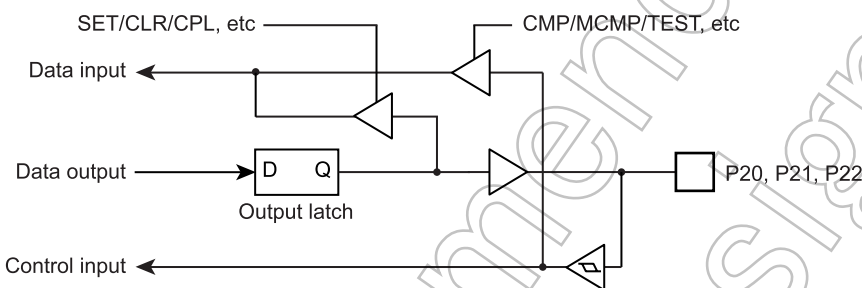 SET/CLR/CPL, etc
CMP/MCMP/TEST, etc
Data input
Data output
D
Q
P20, P21, P22
Output latch
Control input